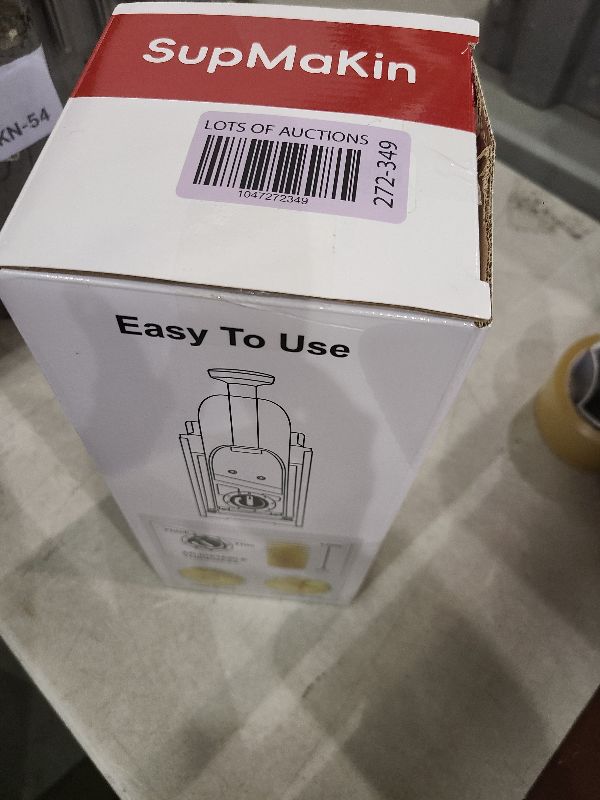 SupMaKin
KN-54
LOTS OF AUCTIONS
1047272349
272-349
Easy To Use